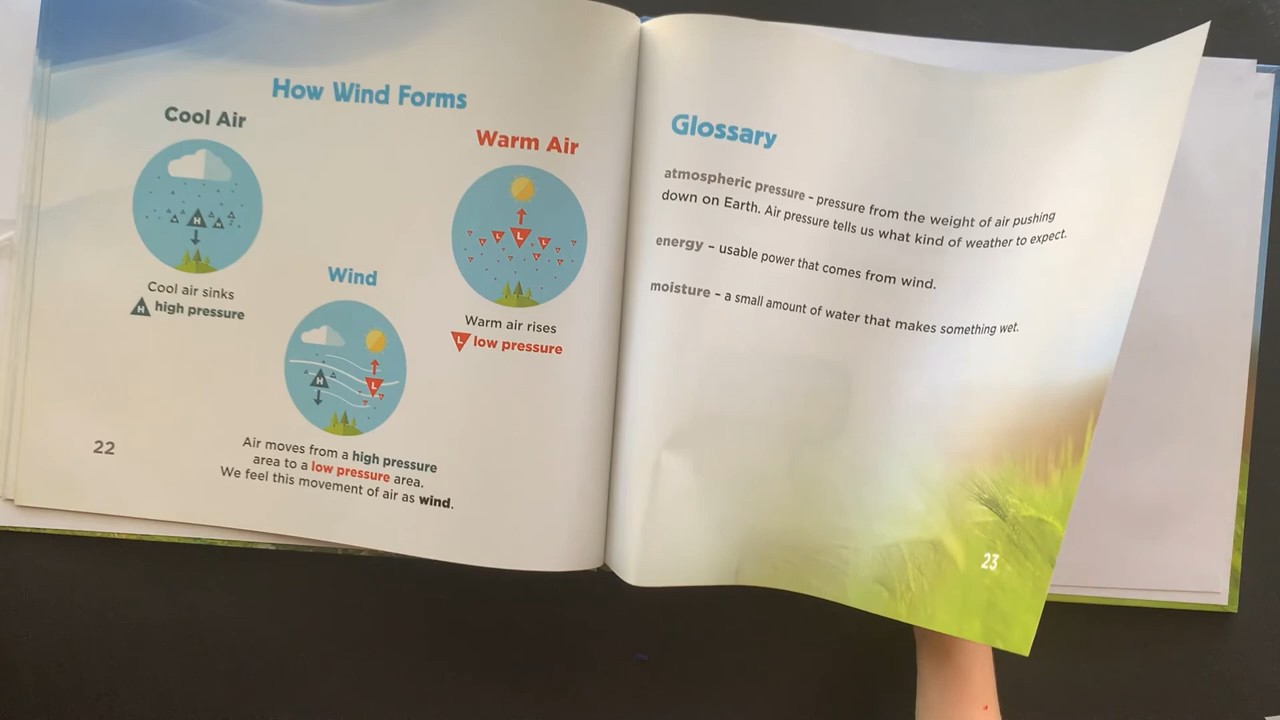 How Wind Forms
Cool Air
H
Cool air sinks
H high pressure
Warm Air
L L L L
Warm air rises
L low pressure
Wind
H L
Air moves from a high pressure
area to a low pressure area.
We feel this movement of air as wind.
22
Glossary
atmospheric pressure – pressure from the weight of air pushing
down on Earth. Air pressure tells us what kind of weather to expect.
energy – usable power that comes from wind.
moisture – a small amount of water that makes something wet.
23